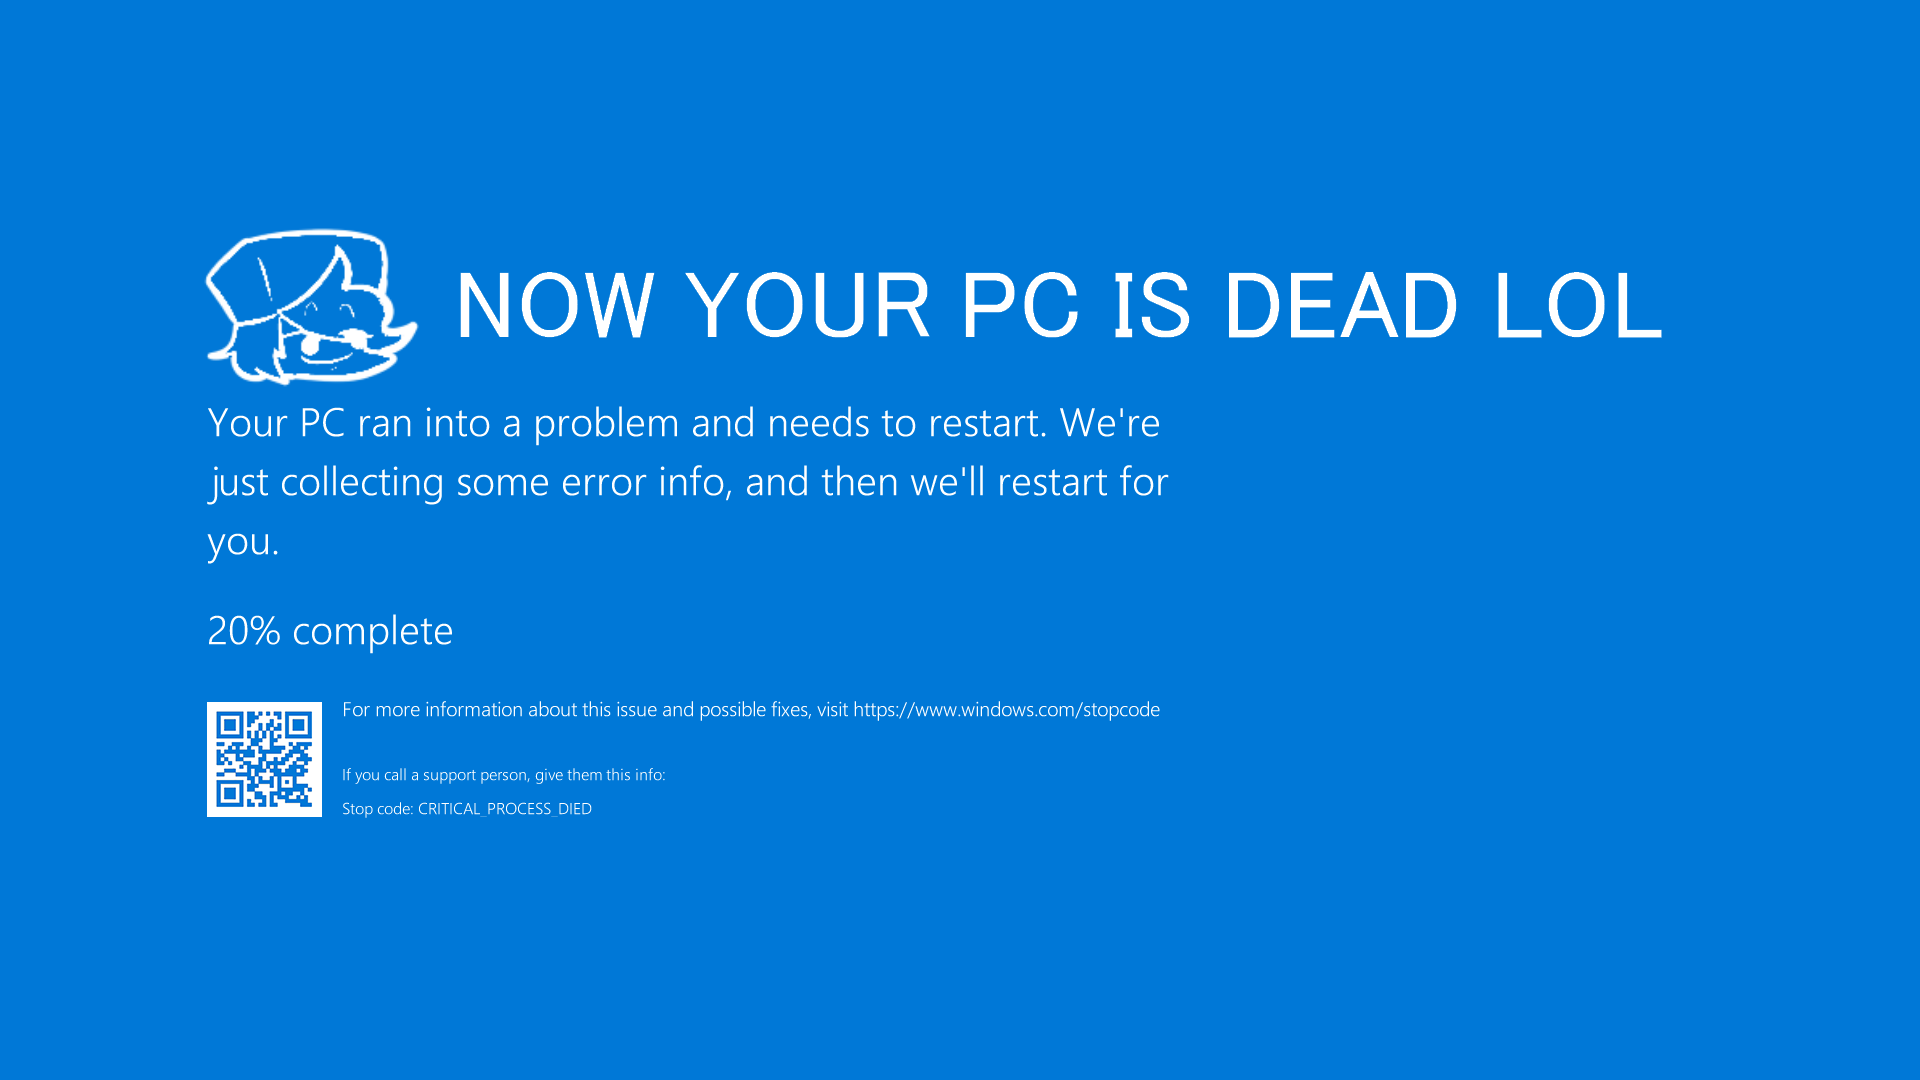 NOW YOUR PC IS DEAD LOL
Your PC ran into a problem and needs to restart. We're
just collecting some error info, and then we'll restart for
you.
20% complete
For more information about this issue and possible fixes, visit https://www.windows.com/stopcode
If you call a support person, give them this info:
Stop code: CRITICAL_PROCESS_DIED